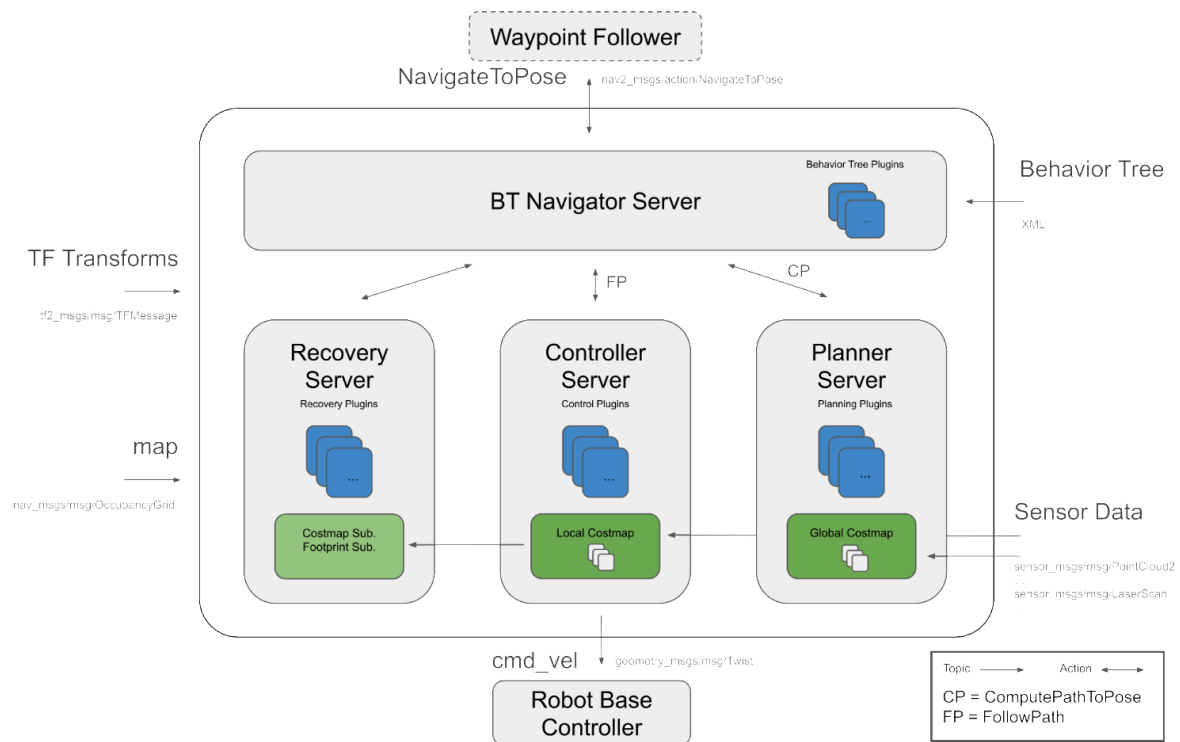 Waypoint Follower
NavigateToPose
nav2_msgs/action/NavigateToPose
Behavior Tree Plugins
BT Navigator Server
...
Behavior Tree
XML
TF Transforms
tf2_msgs/msg/TFMessage
FP
CP
Recovery
Server
Recovery Plugins
...
Controller
Server
Control Plugins
...
Planner
Server
Planning Plugins
...
map
nav_msgs/msg/OccupancyGrid
Costmap Sub.
Footprint Sub.
Local Costmap
Global Costmap
Sensor Data
sensor_msgs/msg/PointCloud2
...
sensor_msgs/msg/LaserScan
cmd_vel
geometry_msgs/msg/Twist
Robot Base
Controller
Topic
Action
CP = ComputePathToPose
FP = FollowPath